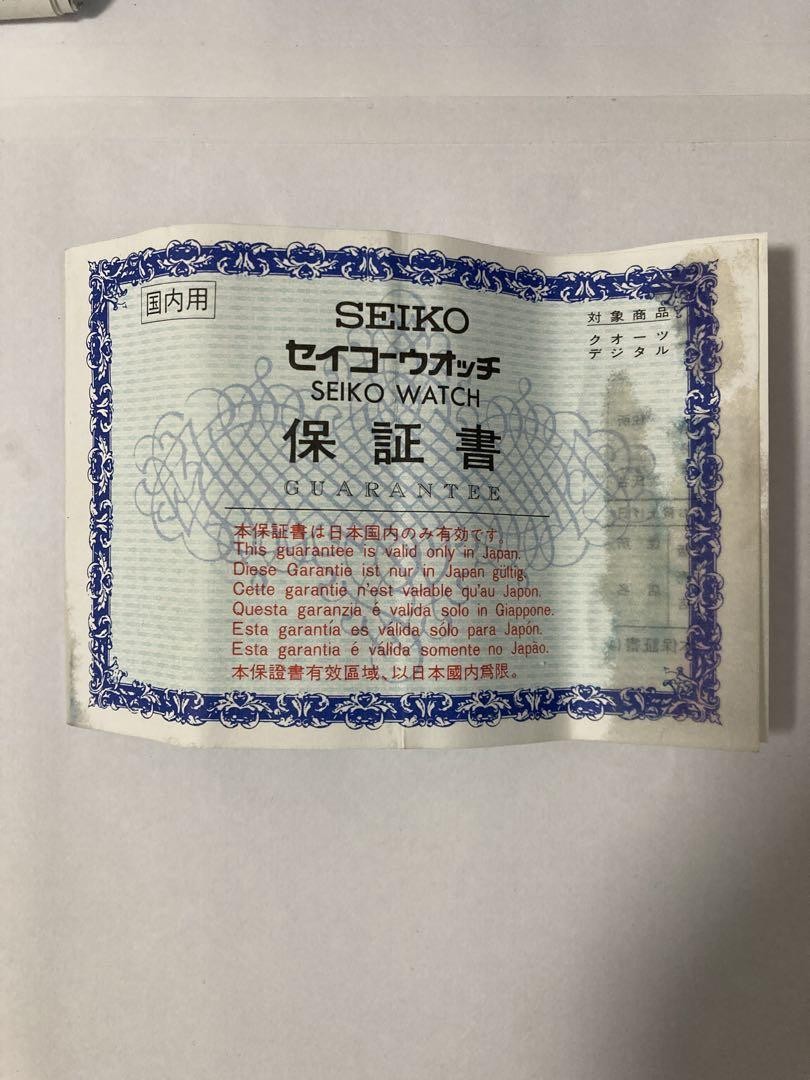 国内用
SEIKO
セイコーウオッチ
SEIKO WATCH
保証書
GUARANTEE
対象商品
クオーツ
デジタル
本保証書は日本国内のみ有効です。
This guarantee is valid only in Japan.
Diese Garantie ist nur in Japan gültig.
Cette garantie n'est valable qu'au Japon.
Questa garanzia é valida solo in Giappone.
Esta garantía es válida sólo para Japón.
Esta garantia é válida somente no Japão.
本保證書有效區域、以日本國内爲限。